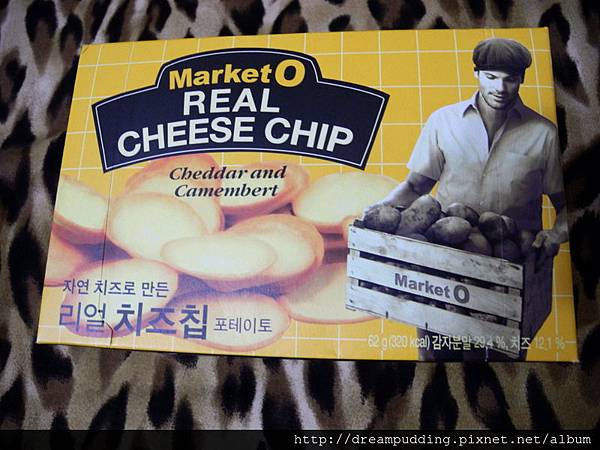 Market O
REAL
CHEESE CHIP
Cheddar and
Camembert
Market O
자연 치즈로 만든
리얼 치즈칩 포테이토
62 g (320 kcal) 감자분말 29.4 %, 치즈 12.1 %
http://dreampudding.pixnet.net/album